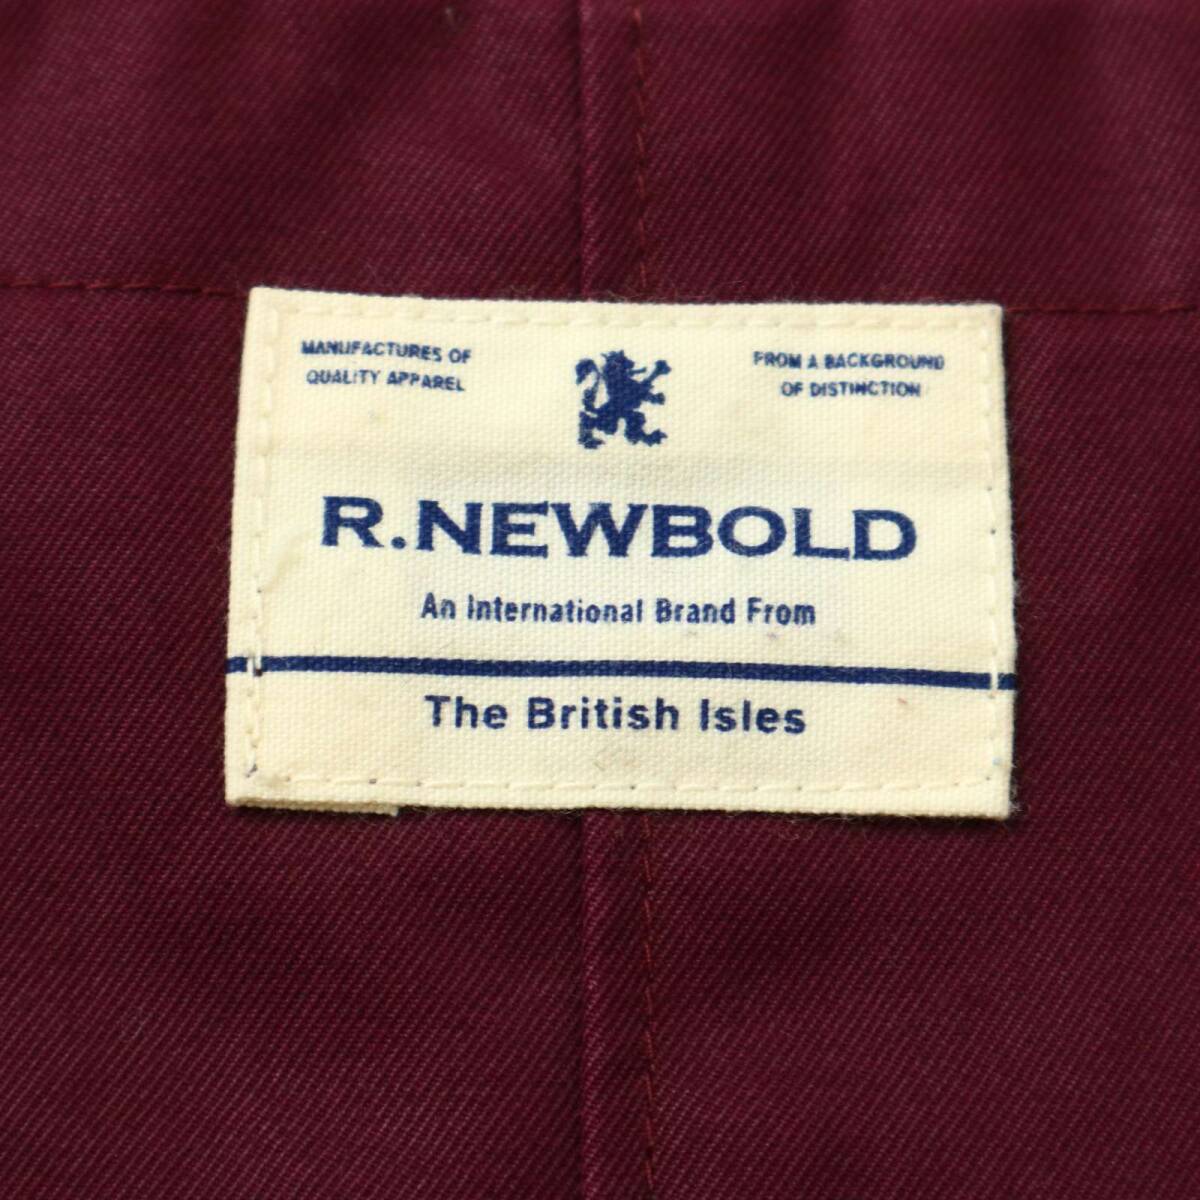 MANUFACTURES OF
QUALITY APPAREL
FROM A BACKGROUND
OF DISTINCTION
R.NEWBOLD
An International Brand From
The British Isles